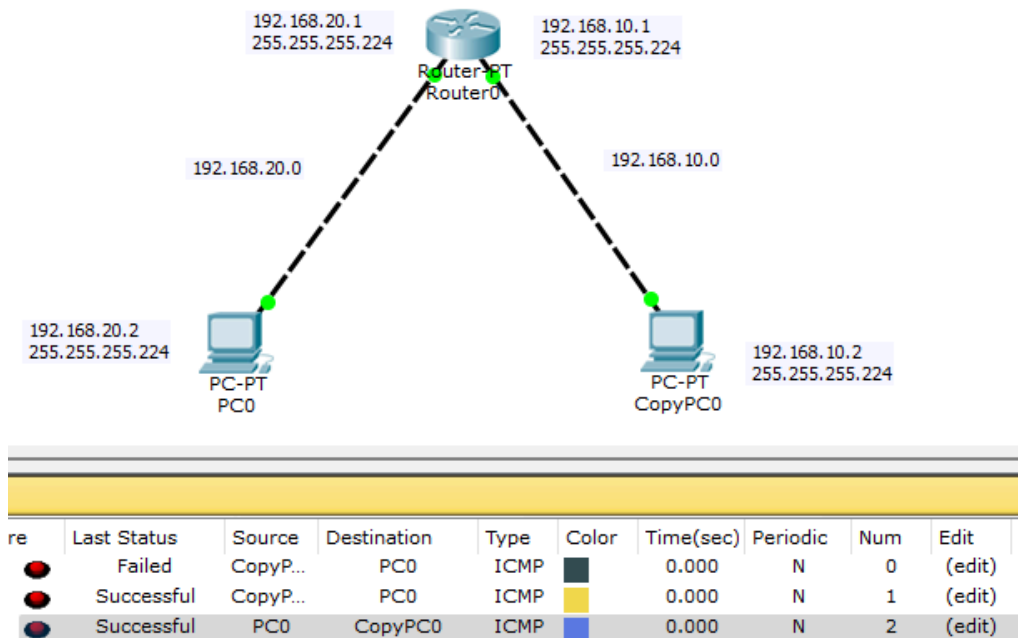 192.168.20.1
255.255.255.224
192.168.10.1
255.255.255.224
Router-PT
Router0
192.168.20.0
192.168.10.0
192.168.20.2
255.255.255.224
PC-PT
PC0
PC-PT
CopyPC0
192.168.10.2
255.255.255.224
re Last Status Source Destination Type Color Time(sec) Periodic Num Edit
Failed CopyP... PC0 ICMP 0.000 N 0 (edit)
Successful CopyP... PC0 ICMP 0.000 N 1 (edit)
Successful PC0 CopyPC0 ICMP 0.000 N 2 (edit)